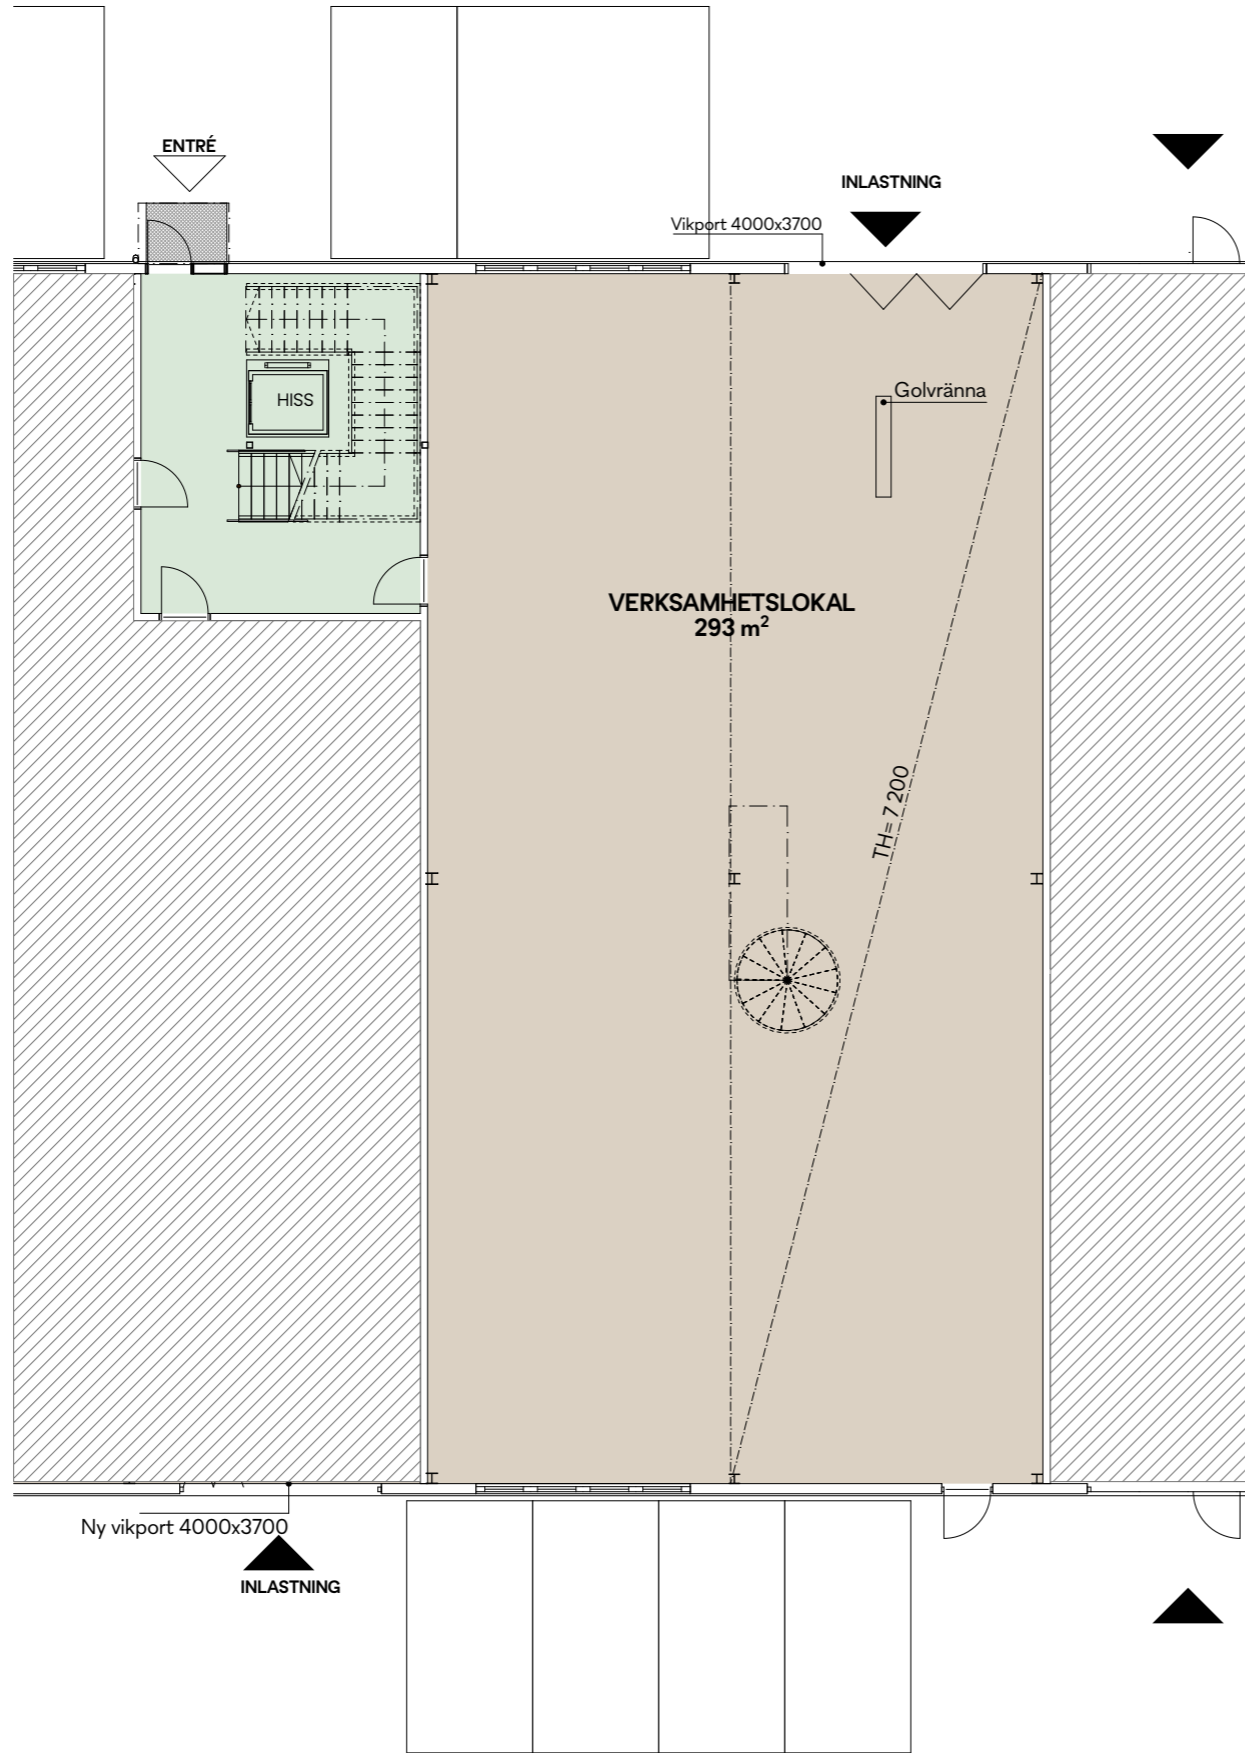 ENTRÉ
INLASTNING
Vikport 4000x3700
HISS
Golvränna
VERKSAMHETSLOKAL
293 m²
TH= 7 200
Ny vikport 4000x3700
INLASTNING